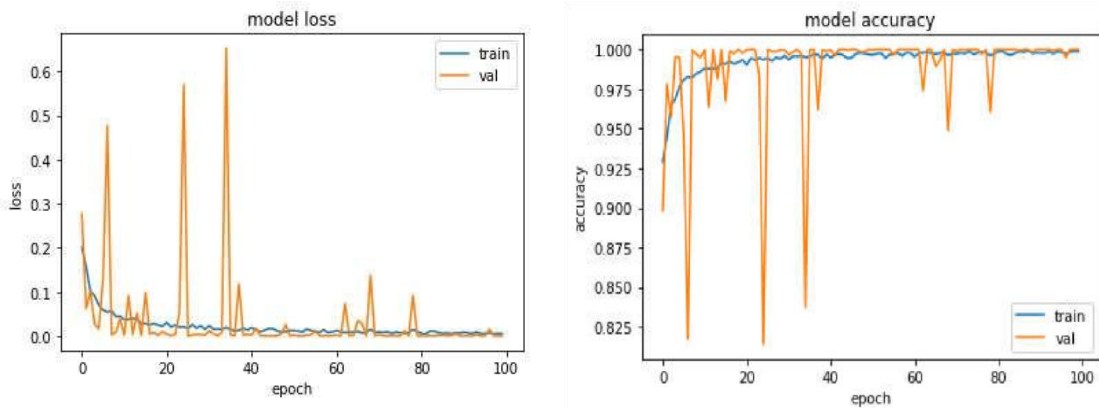 model loss
train
val
0.6
0.5
0.4
0.3
0.2
0.1
0.0
loss
0 20 40 60 80 100
epoch
model accuracy
1.000
0.975
0.950
0.925
0.900
0.875
0.850
0.825
accuracy
train
val
0 20 40 60 80 100
epoch